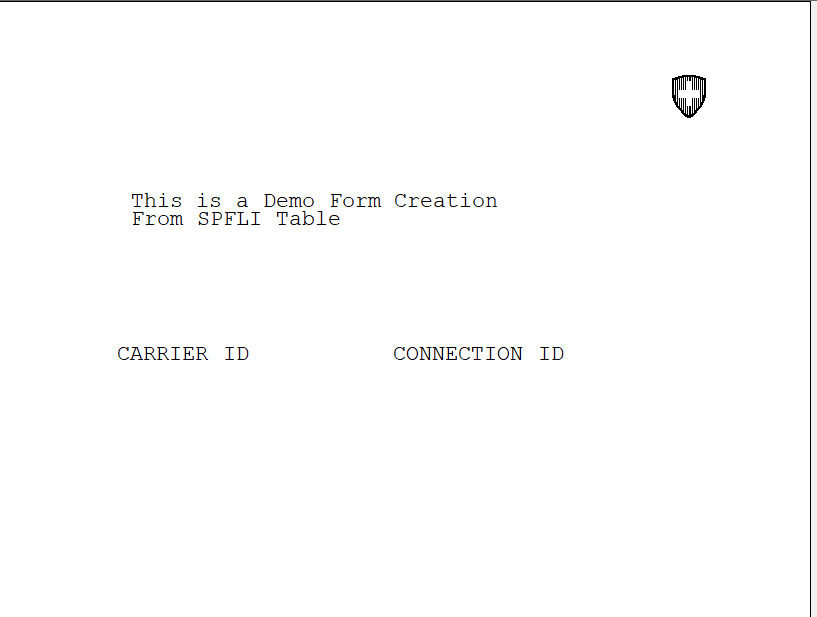 This is a Demo Form Creation
From SPFLI Table
CARRIER ID CONNECTION ID